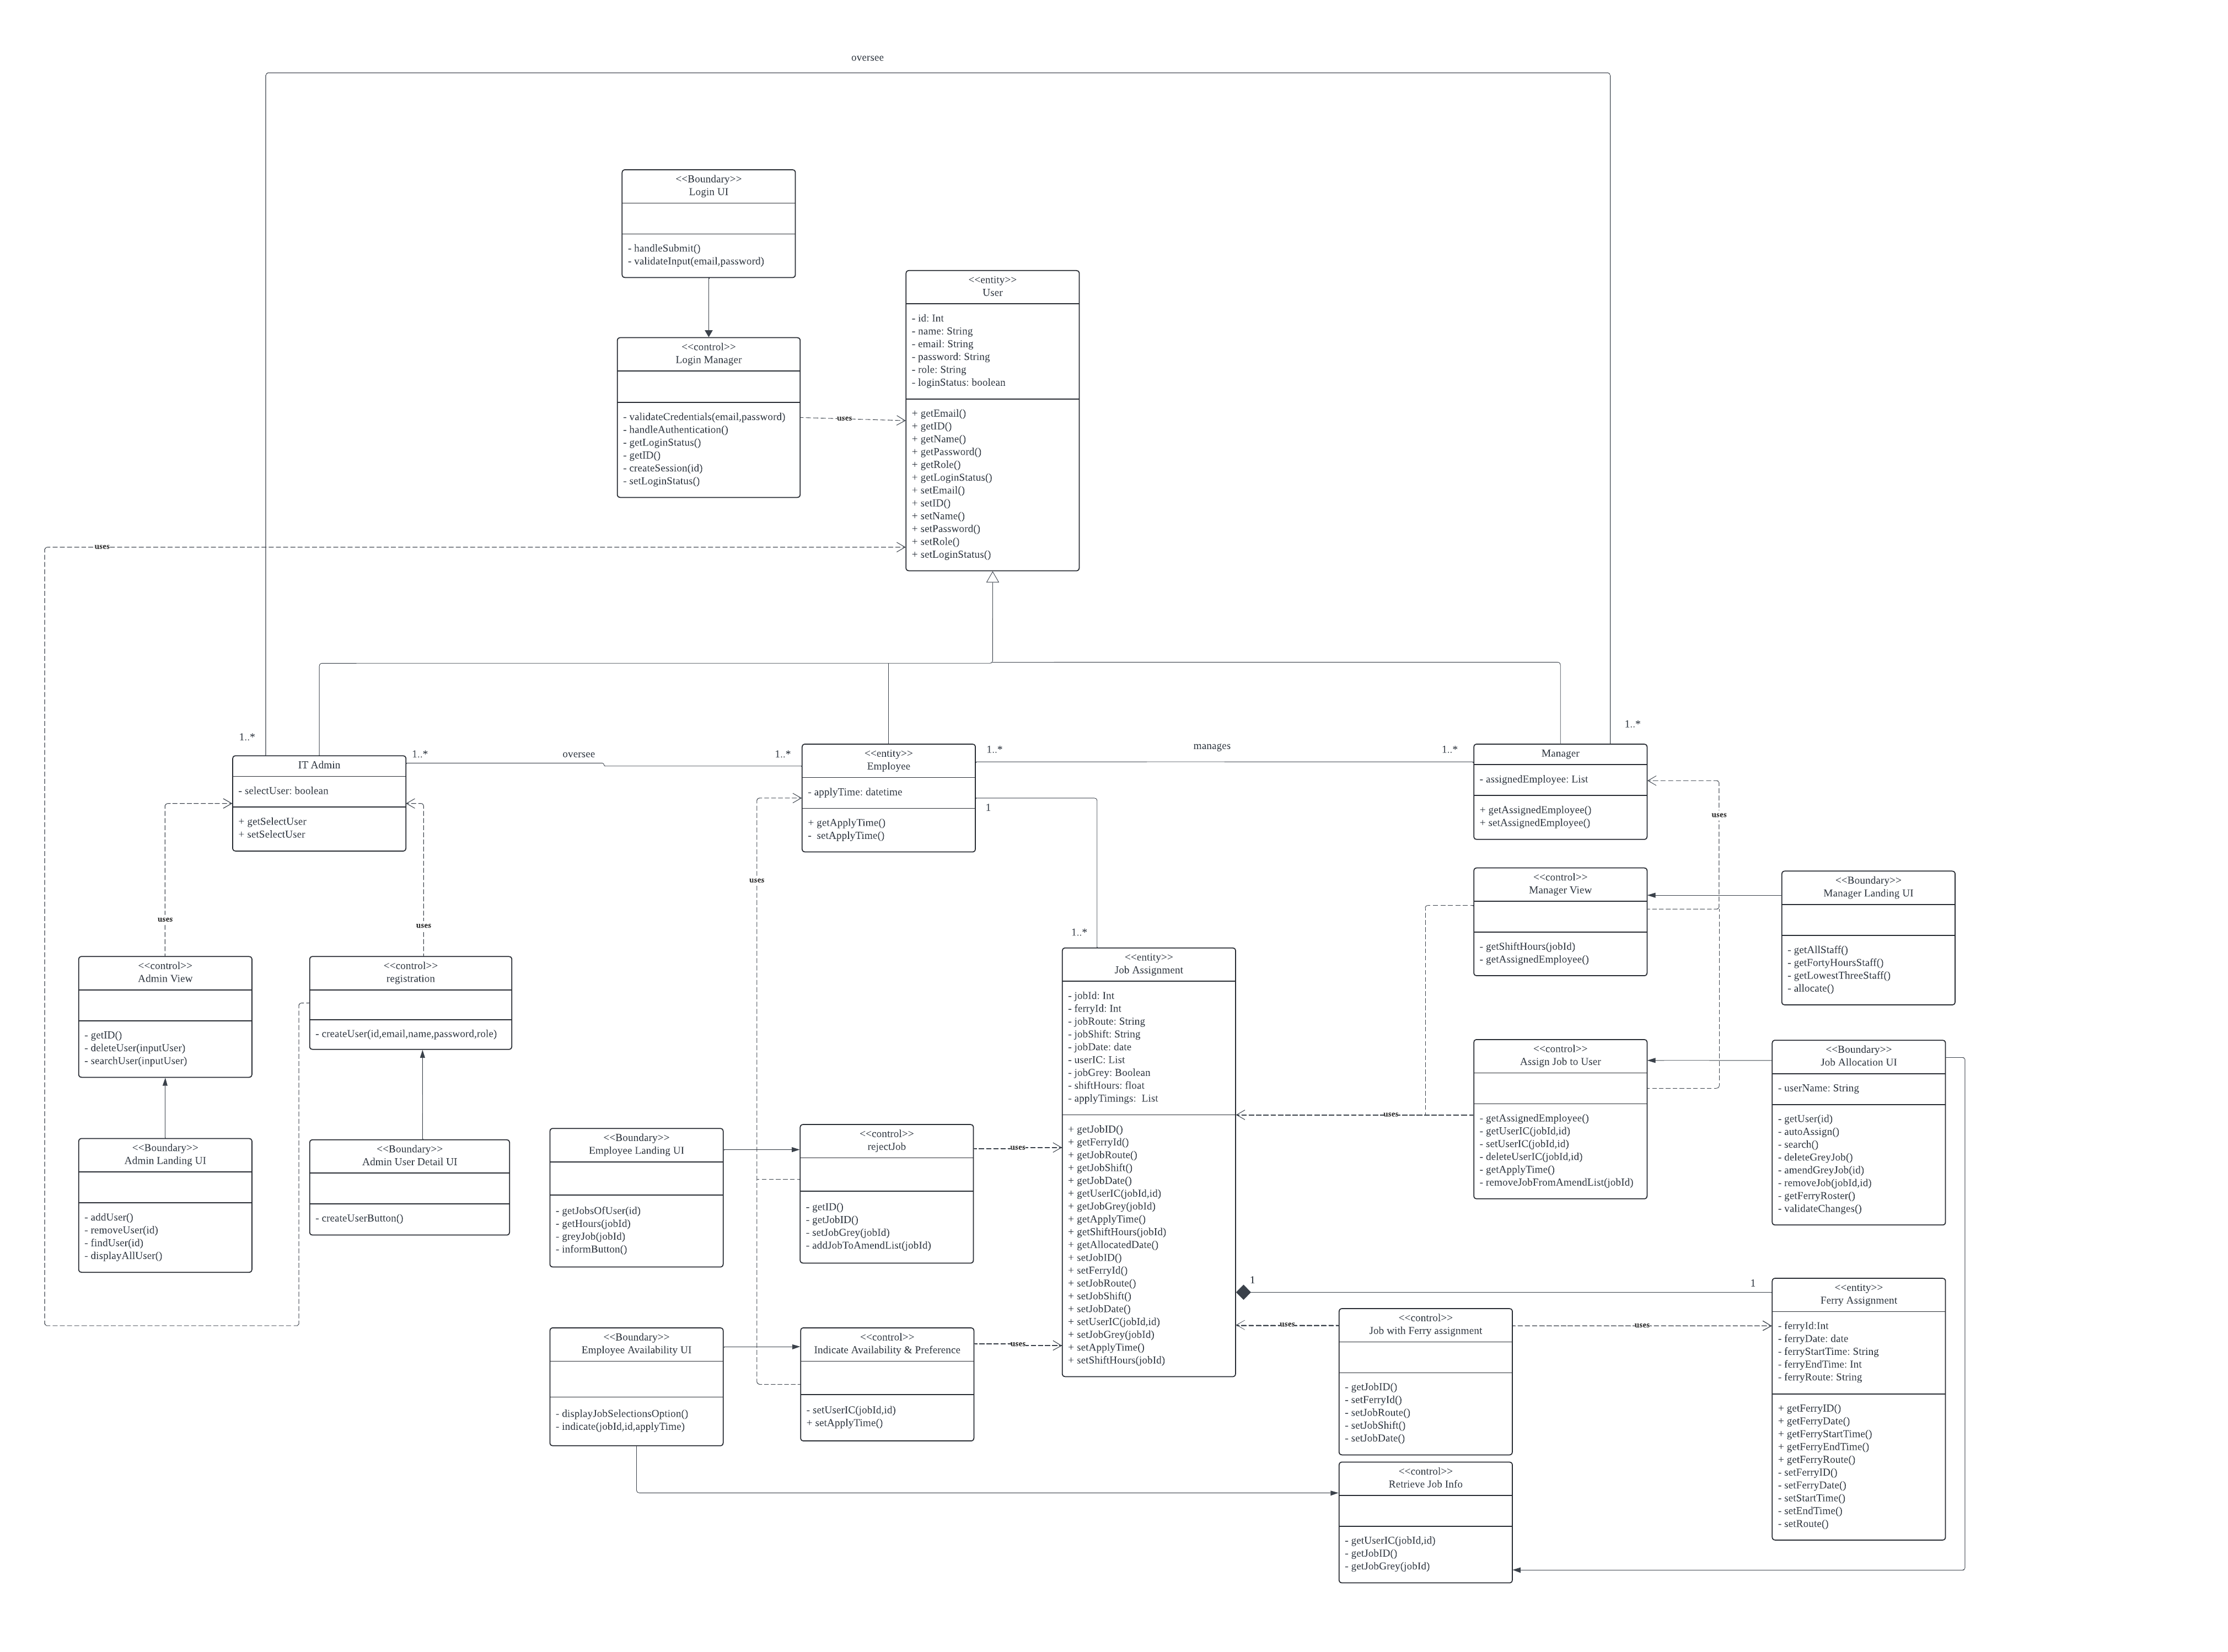 oversee
<<Boundary>>
Login UI
- handleSubmit()
- validateInput(email,password)
<<entity>>
User
- id: Int
- name: String
- email: String
- password: String
- role: String
- loginStatus: boolean
+ getEmail()
+ getID()
+ getName()
+ getPassword()
+ getRole()
+ getLoginStatus()
+ setEmail()
+ setID()
+ setName()
+ setPassword()
+ setRole()
+ setLoginStatus()
<<control>>
Login Manager
- validateCredentials(email,password)
- handleAuthentication()
- getLoginStatus()
- getID()
- createSession(id)
- setLoginStatus()
uses
uses
1..*
1..*
IT Admin
- selectUser: boolean
+ getSelectUser
+ setSelectUser
1..*
oversee
1..*
<<entity>>
Employee
- applyTime: datetime
+ getApplyTime()
-  setApplyTime()
1..*
manages
1..*
Manager
- assignedEmployee: List
+ getAssignedEmployee()
+ setAssignedEmployee()
1
1..*
uses
uses
uses
uses
<<control>>
Manager View
- getShiftHours(jobId)
- getAssignedEmployee()
<<Boundary>>
Manager Landing UI
- getAllStaff()
- getFortyHoursStaff()
- getLowestThreeStaff()
- allocate()
<<control>>
Admin View
- getID()
- deleteUser(inputUser)
- searchUser(inputUser)
<<control>>
registration
- createUser(id,email,name,password,role)
<<entity>>
Job Assignment
- jobId: Int
- ferryId: Int
- jobRoute: String
- jobShift: String
- jobDate: date
- userIC: List
- jobGrey: Boolean
- shiftHours: float
- applyTimings:  List
+ getJobID()
+ getFerryId()
+ getJobRoute()
+ getJobShift()
+ getJobDate()
+ getUserIC(jobId,id)
+ getJobGrey(jobId)
+ getApplyTime()
+ getShiftHours(jobId)
+ getAllocatedDate()
+ setJobID()
+ setFerryId()
+ setJobRoute()
+ setJobShift()
+ setJobDate()
+ setUserIC(jobId,id)
+ setJobGrey(jobId)
+ setApplyTime()
+ setShiftHours(jobId)
<<control>>
Assign Job to User
- getAssignedEmployee()
- getUserIC(jobId,id)
- setUserIC(jobId,id)
- deleteUserIC(jobId,id)
- getApplyTime()
- removeJobFromAmendList(jobId)
<<Boundary>>
Job Allocation UI
- userName: String
- getUser(id)
- autoAssign()
- search()
- deleteGreyJob()
- amendGreyJob(id)
- removeJob(jobId,id)
- getFerryRoster()
- validateChanges()
uses
<<Boundary>>
Admin Landing UI
- addUser()
- removeUser(id)
- findUser(id)
- displayAllUser()
<<Boundary>>
Admin User Detail UI
- createUserButton()
<<Boundary>>
Employee Landing UI
- getJobsOfUser(id)
- getHours(jobId)
- greyJob(jobId)
- informButton()
<<control>>
rejectJob
- getID()
- getJobID()
- setJobGrey(jobId)
- addJobToAmendList(jobId)
uses
1
1
<<entity>>
Ferry Assignment
- ferryId:Int
- ferryDate: date
- ferryStartTime: String
- ferryEndTime: Int
- ferryRoute: String
+ getFerryID()
+ getFerryDate()
+ getFerryStartTime()
+ getFerryEndTime()
+ getFerryRoute()
- setFerryID()
- setFerryDate()
- setStartTime()
- setEndTime()
- setRoute()
<<Boundary>>
Employee Availability UI
- displayJobSelectionsOption()
- indicate(jobId,id,applyTime)
<<control>>
Indicate Availability & Preference
- setUserIC(jobId,id)
+ setApplyTime()
uses
uses
<<control>>
Job with Ferry assignment
- getJobID()
- setFerryId()
- setJobRoute()
- setJobShift()
- setJobDate()
uses
<<control>>
Retrieve Job Info
- getUserIC(jobId,id)
- getJobID()
- getJobGrey(jobId)